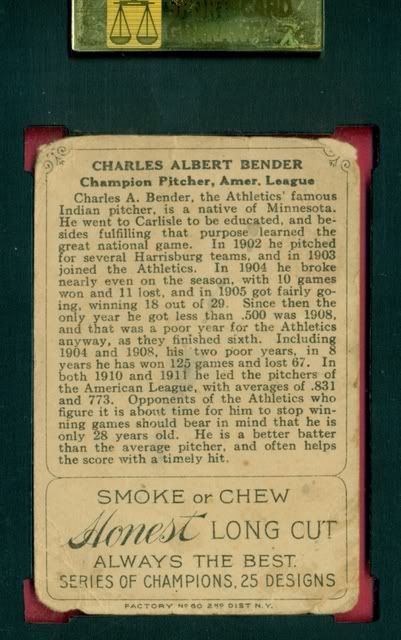 CHARLES ALBERT BENDER
Champion Pitcher, Amer. League
Charles A. Bender, the Athletics' famous
Indian pitcher, is a native of Minnesota.
He went to Carlisle to be educated, and be-
sides fulfilling that purpose learned the
great national game. In 1902 he pitched
for several Harrisburg teams, and in 1903
joined the Athletics. In 1904 he broke
nearly even on the season, with 10 games
won and 11 lost, and in 1905 got fairly go-
ing, winning 18 out of 29. Since then the
only year he got less than .500 was 1908,
and that was a poor year for the Athletics
anyway, as they finished sixth. Including
1904 and 1908, his two poor years, in 8
years he has won 125 games and lost 67. In
both 1910 and 1911 he led the pitchers of
the American League, with averages of .831
and 773. Opponents of the Athletics who
figure it is about time for him to stop win-
ning games should bear in mind that he is
only 28 years old. He is a better batter
than the average pitcher, and often helps
the score with a timely hit.
SMOKE or CHEW
Honest LONG CUT
ALWAYS THE BEST.
SERIES OF CHAMPIONS, 25 DESIGNS
FACTORY No 60 2ND DIST N.Y.